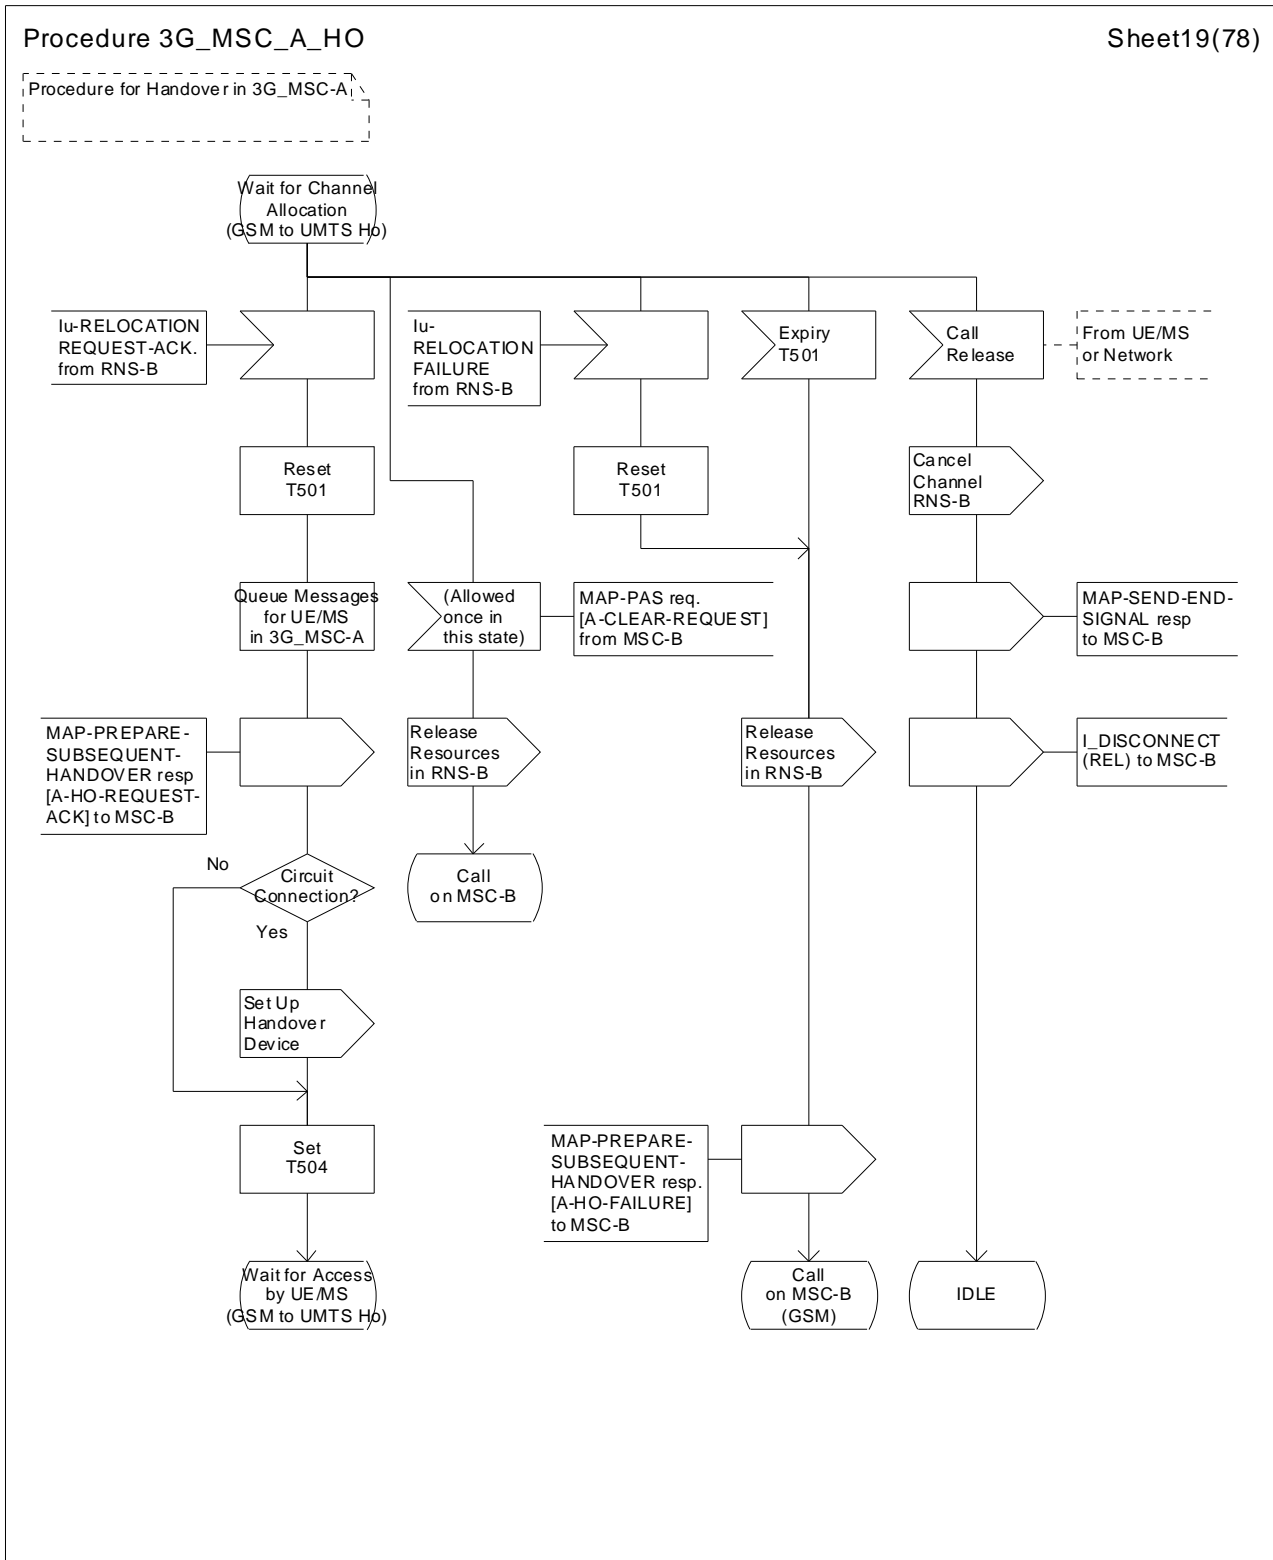 Procedure 3G_MSC_A_HO
Sheet19(78)
Procedure for Handover in 3G_MSC-A
Wait for Channel
Allocation
(GSM to UMTS Ho)
Iu-RELOCATION
REQUEST-ACK.
from RNS-B
Iu-
RELOCATION
FAILURE
from RNS-B
Expiry
T501
Call
Release
From UE/MS
or Network
Reset
T501
Reset
T501
Cancel
Channel
RNS-B
Queue Messages
for UE/MS
in 3G_MSC-A
(Allowed
once in
this state)
MAP-PAS req.
[A-CLEAR-REQUEST]
from MSC-B
MAP-SEND-END-
SIGNAL resp
to MSC-B
MAP-PREPARE-
SUBSEQUENT-
HANDOVER resp
[A-HO-REQUEST-
ACK] to MSC-B
Release
Resources
in RNS-B
Release
Resources
in RNS-B
I_DISCONNECT
(REL) to MSC-B
No
Circuit
Connection?
Yes
Call
on MSC-B
Set Up
Handover
Device
Set
T504
MAP-PREPARE-
SUBSEQUENT-
HANDOVER resp.
[A-HO-FAILURE]
to MSC-B
Wait for Access
by UE/MS
(GSM to UMTS Ho)
Call
on MSC-B
(GSM)
IDLE